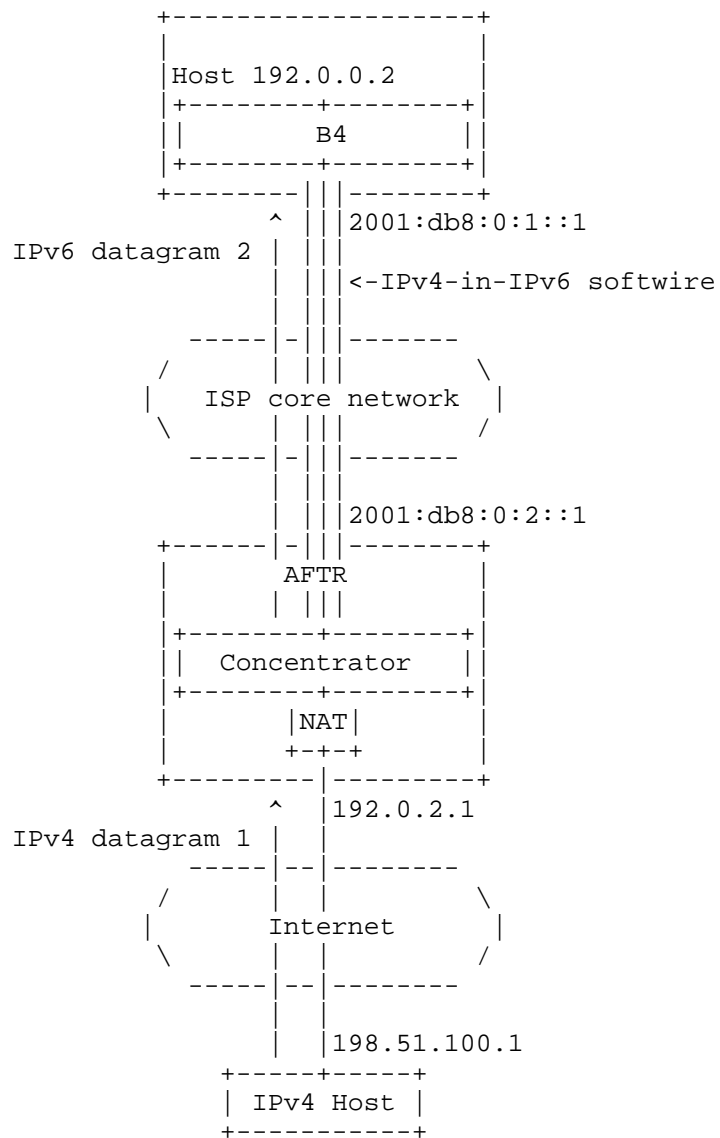 Host 192.0.0.2
B4
2001:db8:0:1::1
IPv6 datagram 2
<-IPv4-in-IPv6 softwire
ISP core network
2001:db8:0:2::1
AFTR
Concentrator
NAT
192.0.2.1
IPv4 datagram 1
Internet
198.51.100.1
IPv4 Host